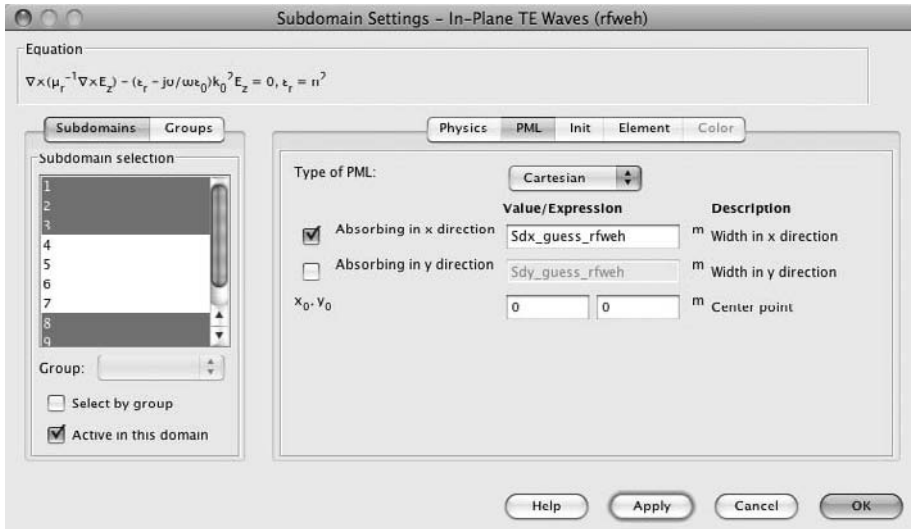 Subdomain Settings – In-Plane TE Waves (rfweh)
Equation
∇×(μr⁻¹∇×Ez) – (εr – jσ/ωε0)k0²Ez = 0, εr = n²
Subdomains Groups
Subdomain selection
1
2
3
4
5
6
7
8
9
Group:
Select by group
Active in this domain
Physics PML Init Element Color
Type of PML: Cartesian
Value/Expression Description
Absorbing in x direction Sdx_guess_rfweh m Width in x direction
Absorbing in y direction Sdy_guess_rfweh m Width in y direction
x0, y0 0 0 m Center point
Help Apply Cancel OK